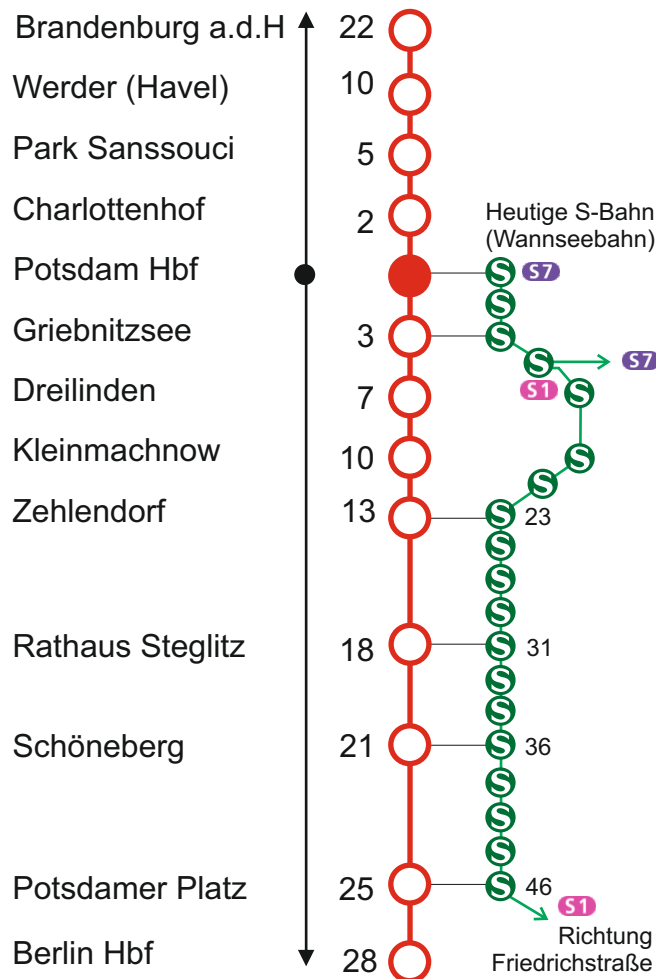 Brandenburg a.d.H 22
Werder (Havel) 10
Park Sanssouci 5
Charlottenhof 2
Heutige S-Bahn
(Wannseebahn)
Potsdam Hbf S S7
S
Griebnitzsee 3 S
S S7
Dreilinden 7 S1 S
Kleinmachnow 10 S
S
Zehlendorf 13 S 23
S
S
S
Rathaus Steglitz 18 S 31
S
S
Schöneberg 21 S 36
S
S
S
Potsdamer Platz 25 S 46
S1
Richtung
Friedrichstraße
Berlin Hbf 28